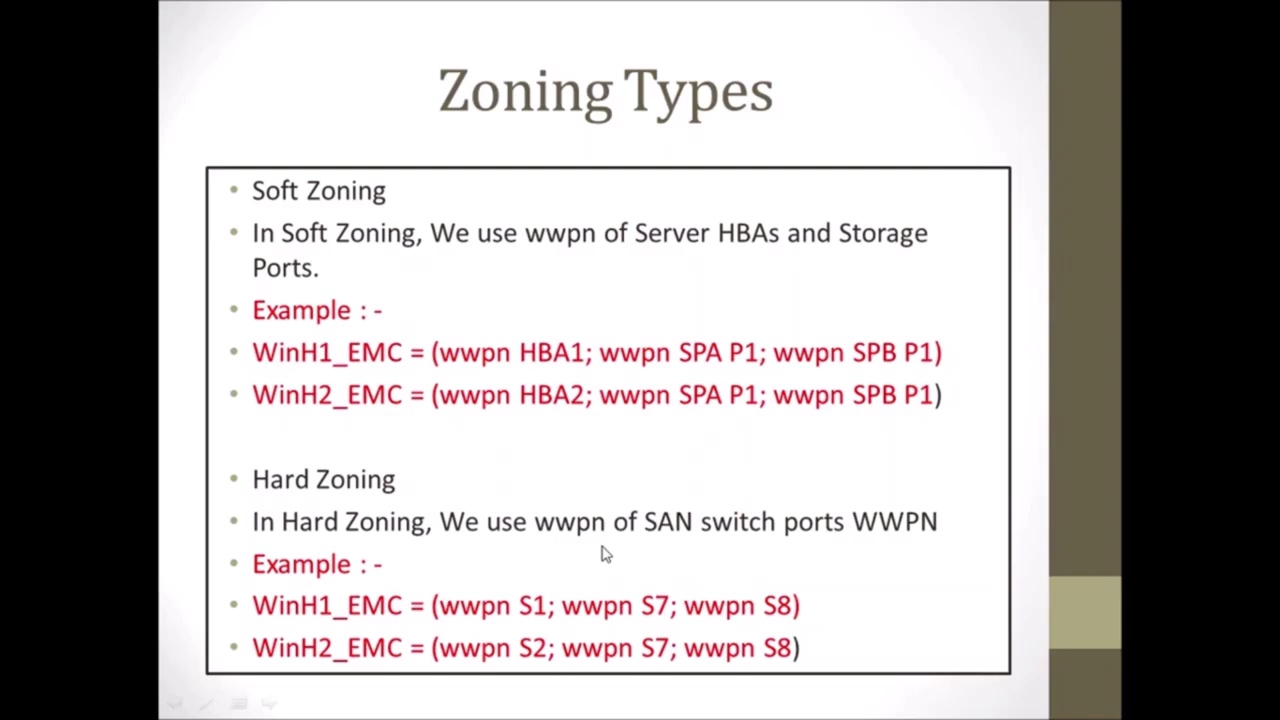 Zoning Types
• Soft Zoning
• In Soft Zoning, We use wwpn of Server HBAs and Storage
Ports.
• Example : -
• WinH1_EMC = (wwpn HBA1; wwpn SPA P1; wwpn SPB P1)
• WinH2_EMC = (wwpn HBA2; wwpn SPA P1; wwpn SPB P1)
• Hard Zoning
• In Hard Zoning, We use wwpn of SAN switch ports WWPN
• Example : -
• WinH1_EMC = (wwpn S1; wwpn S7; wwpn S8)
• WinH2_EMC = (wwpn S2; wwpn S7; wwpn S8)